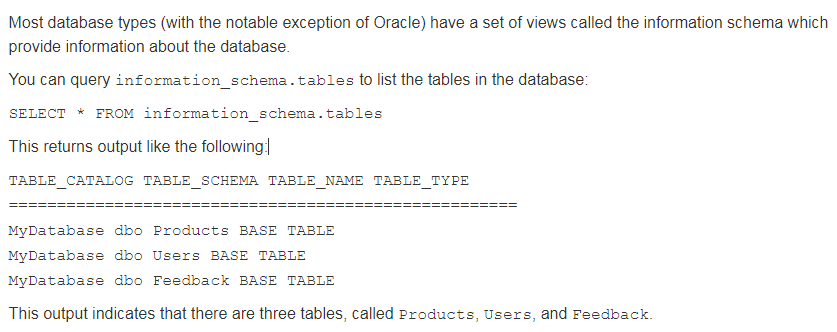 Most database types (with the notable exception of Oracle) have a set of views called the information schema which
provide information about the database.
You can query information_schema.tables to list the tables in the database:
SELECT * FROM information_schema.tables
This returns output like the following:
TABLE_CATALOG TABLE_SCHEMA TABLE_NAME TABLE_TYPE
=====================================================
MyDatabase dbo Products BASE TABLE
MyDatabase dbo Users BASE TABLE
MyDatabase dbo Feedback BASE TABLE
This output indicates that there are three tables, called Products, Users, and Feedback.